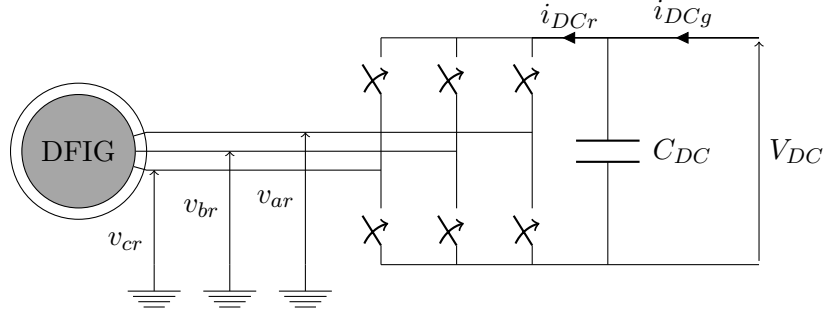 i_{DCr}
i_{DCg}
DFIG
C_{DC}
V_{DC}
v_{ar}
v_{br}
v_{cr}